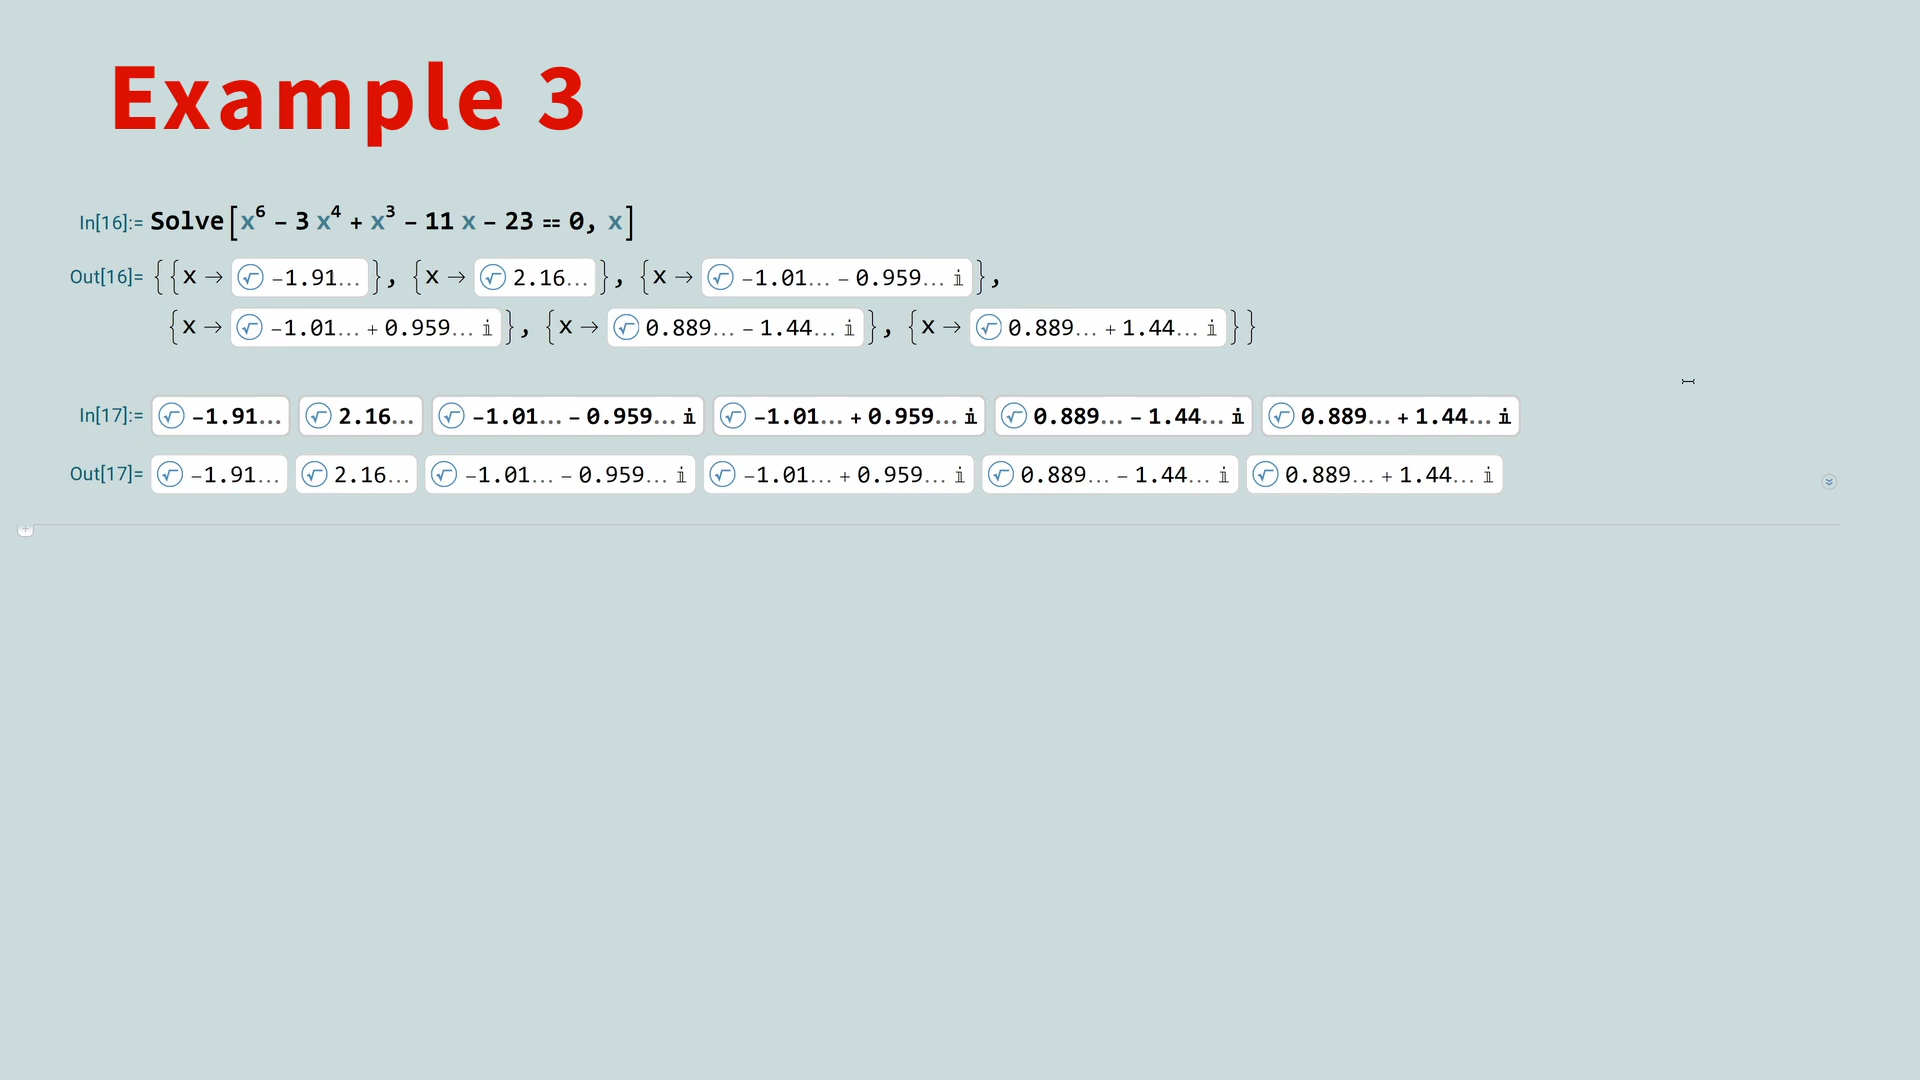 Example 3
In[16]:= Solve[x⁶ – 3 x⁴ + x³ – 11 x – 23 == 0, x]
Out[16]= {{x → √ –1.91...}, {x → √ 2.16...}, {x → √ –1.01... – 0.959... i},
{x → √ –1.01... + 0.959... i}, {x → √ 0.889... – 1.44... i}, {x → √ 0.889... + 1.44... i}}
In[17]:= √ –1.91... √ 2.16... √ –1.01... – 0.959... i √ –1.01... + 0.959... i √ 0.889... – 1.44... i √ 0.889... + 1.44... i
Out[17]= √ –1.91... √ 2.16... √ –1.01... – 0.959... i √ –1.01... + 0.959... i √ 0.889... – 1.44... i √ 0.889... + 1.44... i